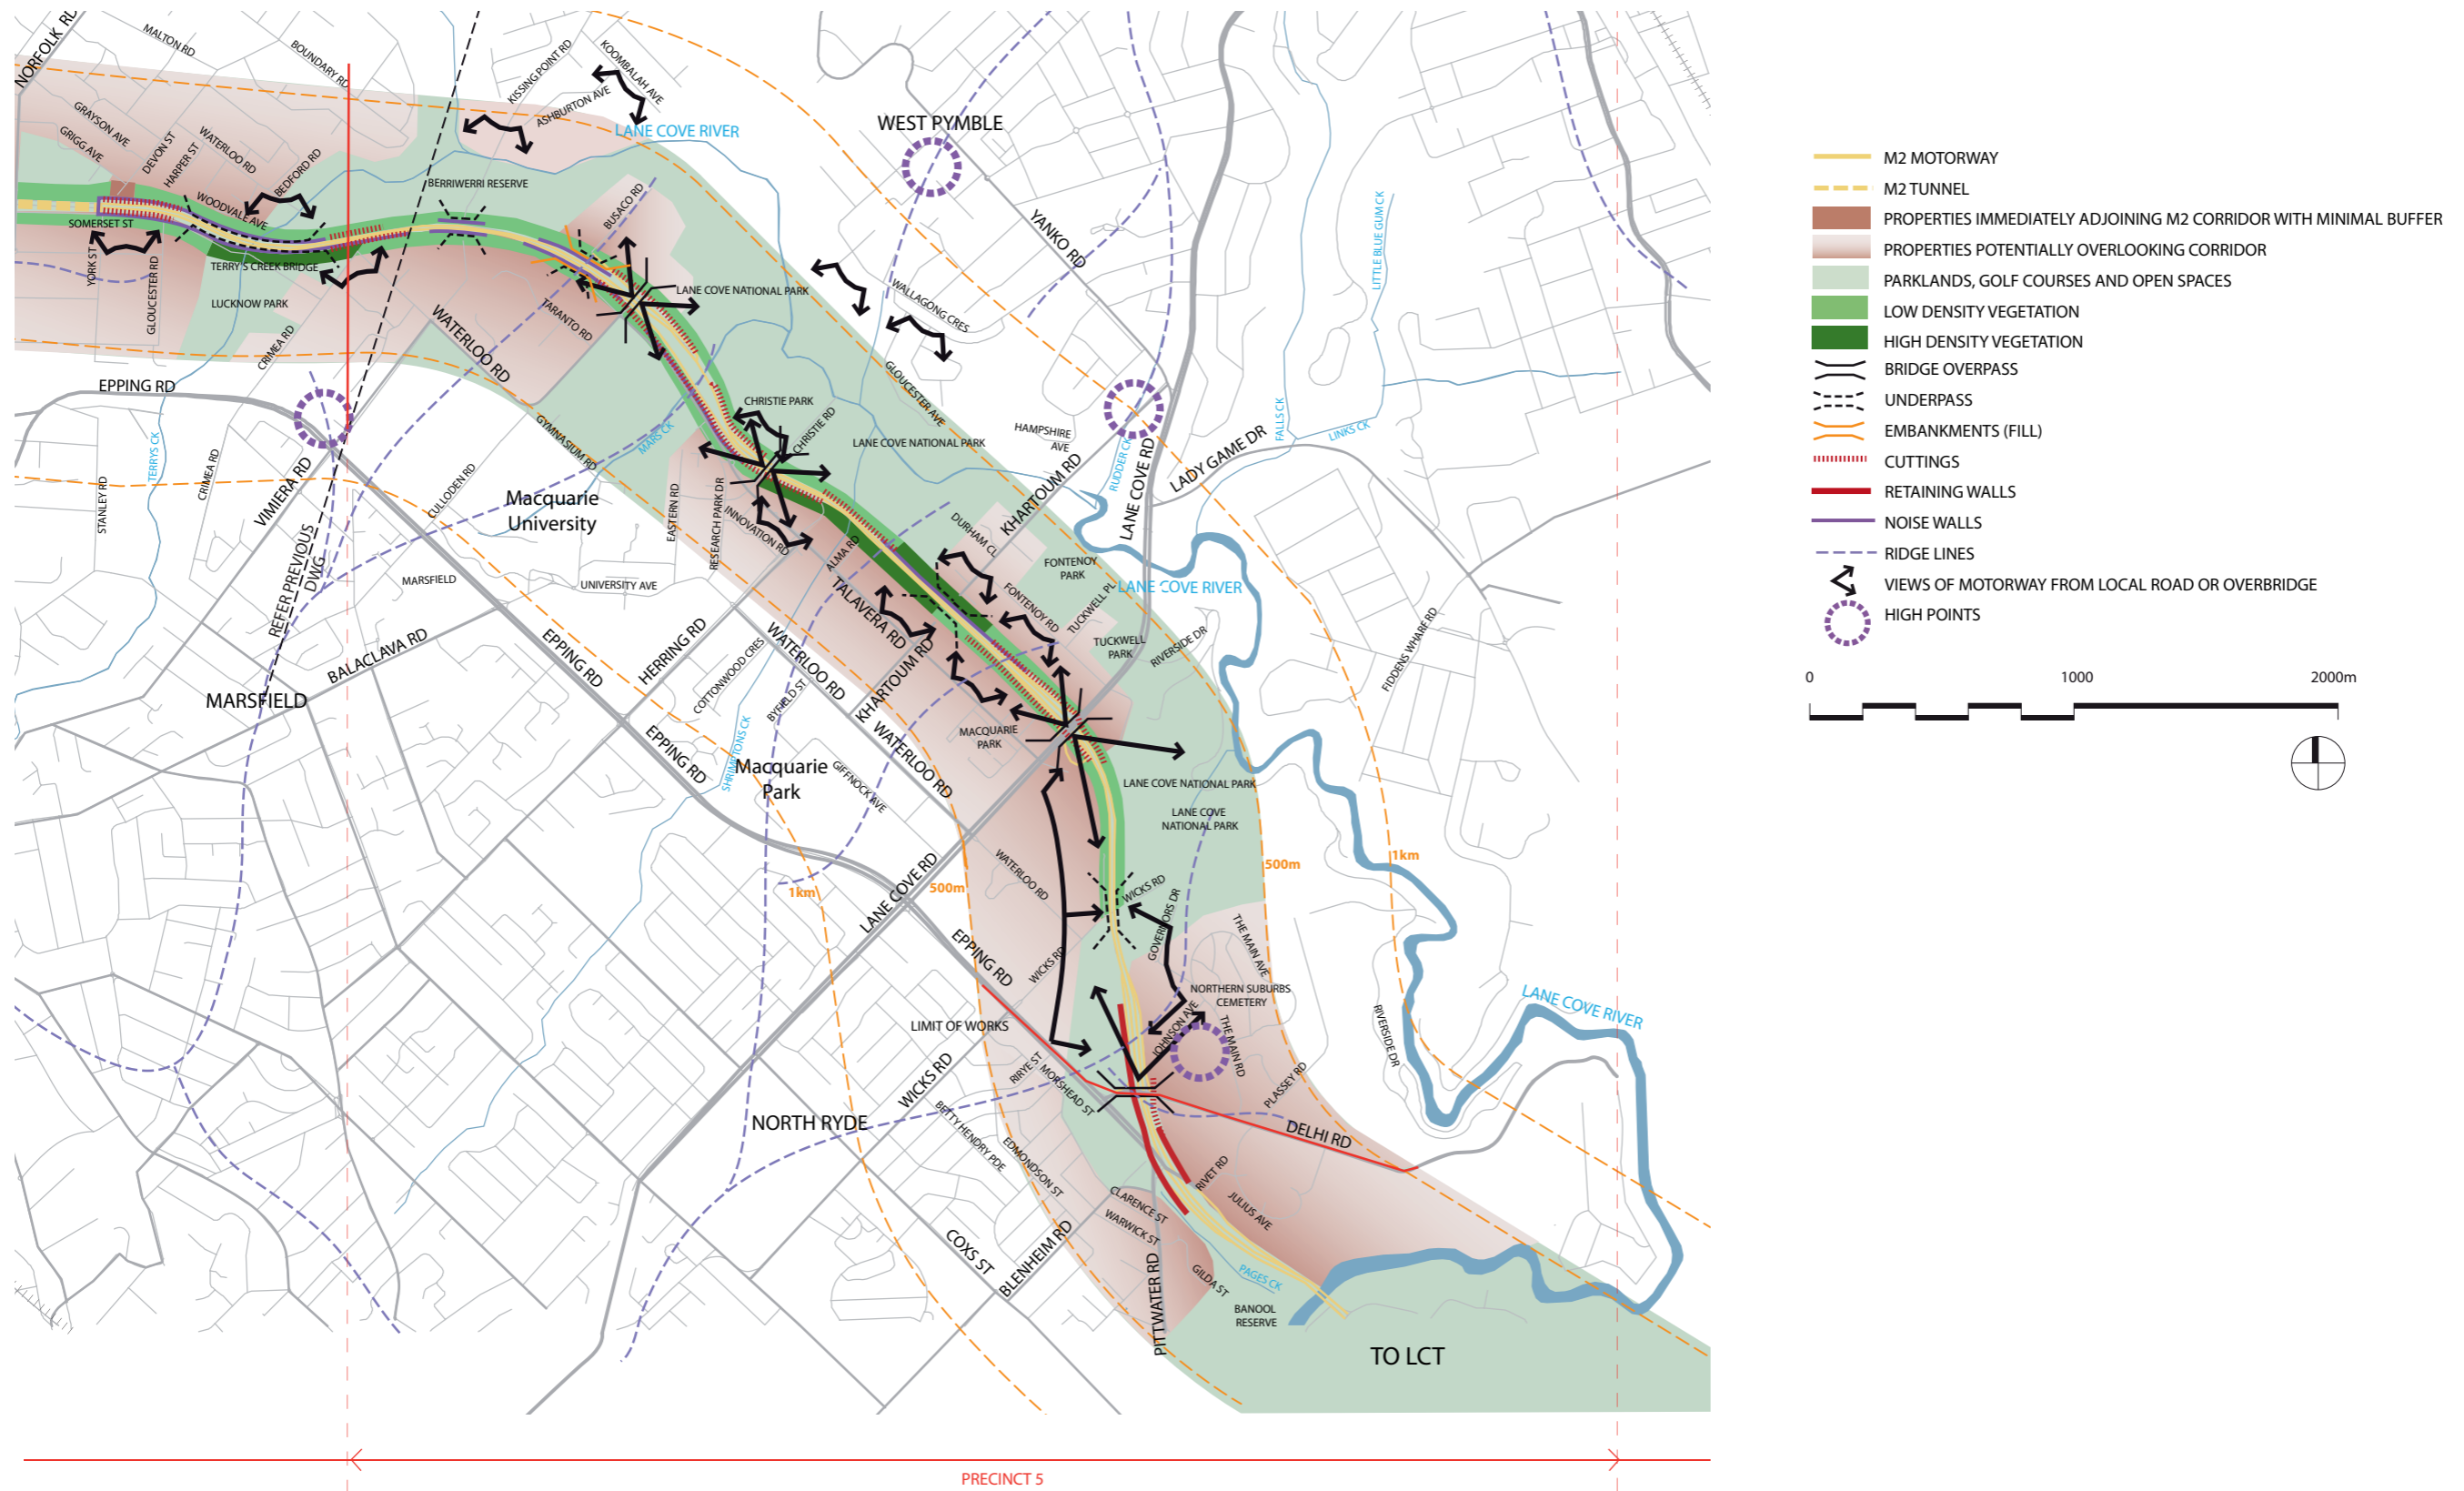 NORFOLK RD
MALTON RD
BOUNDARY RD
KISSING POINT RD
KOOMBALAH AVE
ASHBURTON AVE
LANE COVE RIVER
WEST PYMBLE
GRAYSON AVE
GRIGG AVE
DEVON ST
HARPER ST
WATERLOO RD
BEDFORD RD
BERRIWERRI RESERVE
WOODVALE AVE
BUSACO RD
SOMERSET ST
YORK ST
GLOUCESTER RD
TERRY'S CREEK BRIDGE
LUCKNOW PARK
CRIMEA RD
WATERLOO RD
TARANTO RD
LANE COVE NATIONAL PARK
WALLAGONG CRES
YANKO RD
LITTLE BLUE GUM CK
EPPING RD
GYMNASIUM RD
MARS CK
CHRISTIE PARK
CHRISTIE RD
GLOUCESTER AVE
LANE COVE NATIONAL PARK
HAMPSHIRE
AVE
RUDDER CK
LANE COVE RD
LADY GAME DR
FALLS CK
LINKS CK
TERRYS CK
STANLEY RD
CRIMEA RD
VIMIERA RD
CULLODEN RD
Macquarie
University
EASTERN RD
RESEARCH PARK DR
INNOVATION RD
ALMA RD
DURHAM CL
KHARTOUM RD
FONTENOY
PARK
LANE COVE RIVER
REFER PREVIOUS
DWG
MARSFIELD
UNIVERSITY AVE
TALAVERA RD
FONTENOY RD
TUCKWELL PL
TUCKWELL
PARK
RIVERSIDE DR
FIDDENS WHARF RD
BALACLAVA RD
MARSFIELD
EPPING RD
HERRING RD
COTTONWOOD CRES
WATERLOO RD
BYFIELD ST
KHARTOUM RD
SHRIMPTONS CK
EPPING RD
Macquarie
Park
GIFFNOCK AVE
WATERLOO RD
MACQUARIE
PARK
LANE COVE NATIONAL PARK
LANE COVE
NATIONAL PARK
1km
500m
500m
1km
LANE COVE RD
WATERLOO RD
WICKS RD
GOVERNORS DR
THE MAIN AVE
EPPING RD
WICKS RD
NORTHERN SUBURBS
CEMETERY
JOHNSON AVE
THE MAIN RD
LIMIT OF WORKS
RIVERSIDE DR
LANE COVE RIVER
RIRYE ST
MORSHEAD ST
WICKS RD
NORTH RYDE
BETTY HENDRY PDE
EDMONDSON ST
PLASSEY RD
DELHI RD
RIVET RD
JULIUS AVE
CLARENCE ST
WARWICK ST
COXS ST
BLENHEIM RD
PITTWATER RD
GILDA ST
PAGES CK
BANOOL
RESERVE
TO LCT
PRECINCT 5
M2 MOTORWAY
M2 TUNNEL
PROPERTIES IMMEDIATELY ADJOINING M2 CORRIDOR WITH MINIMAL BUFFER
PROPERTIES POTENTIALLY OVERLOOKING CORRIDOR
PARKLANDS, GOLF COURSES AND OPEN SPACES
LOW DENSITY VEGETATION
HIGH DENSITY VEGETATION
BRIDGE OVERPASS
UNDERPASS
EMBANKMENTS (FILL)
CUTTINGS
RETAINING WALLS
NOISE WALLS
RIDGE LINES
VIEWS OF MOTORWAY FROM LOCAL ROAD OR OVERBRIDGE
HIGH POINTS
0 1000 2000m